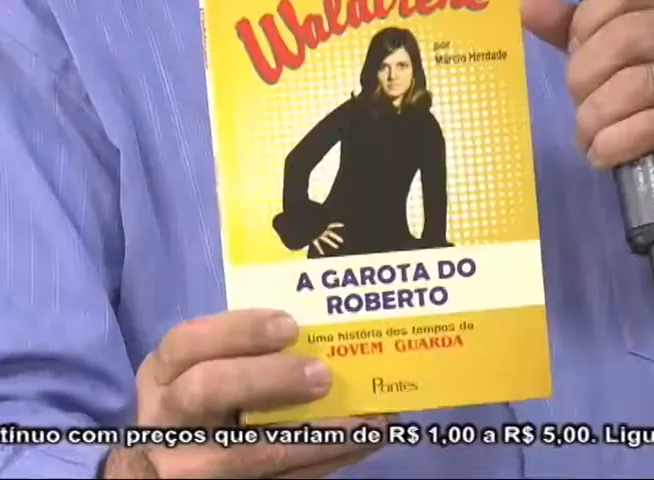 Waldirene
por
Márcio Herdade
A GAROTA DO
ROBERTO
Uma história dos tempos da
JOVEM GUARDA
Pontes
tínuo com preços que variam de R$ 1,00 a R$ 5,00. Ligu